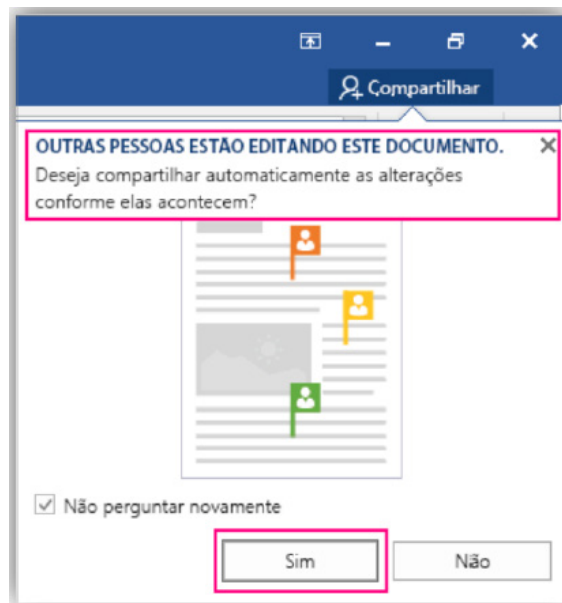 Compartilhar
OUTRAS PESSOAS ESTÃO EDITANDO ESTE DOCUMENTO.
Deseja compartilhar automaticamente as alterações
conforme elas acontecem?
Não perguntar novamente
Sim
Não